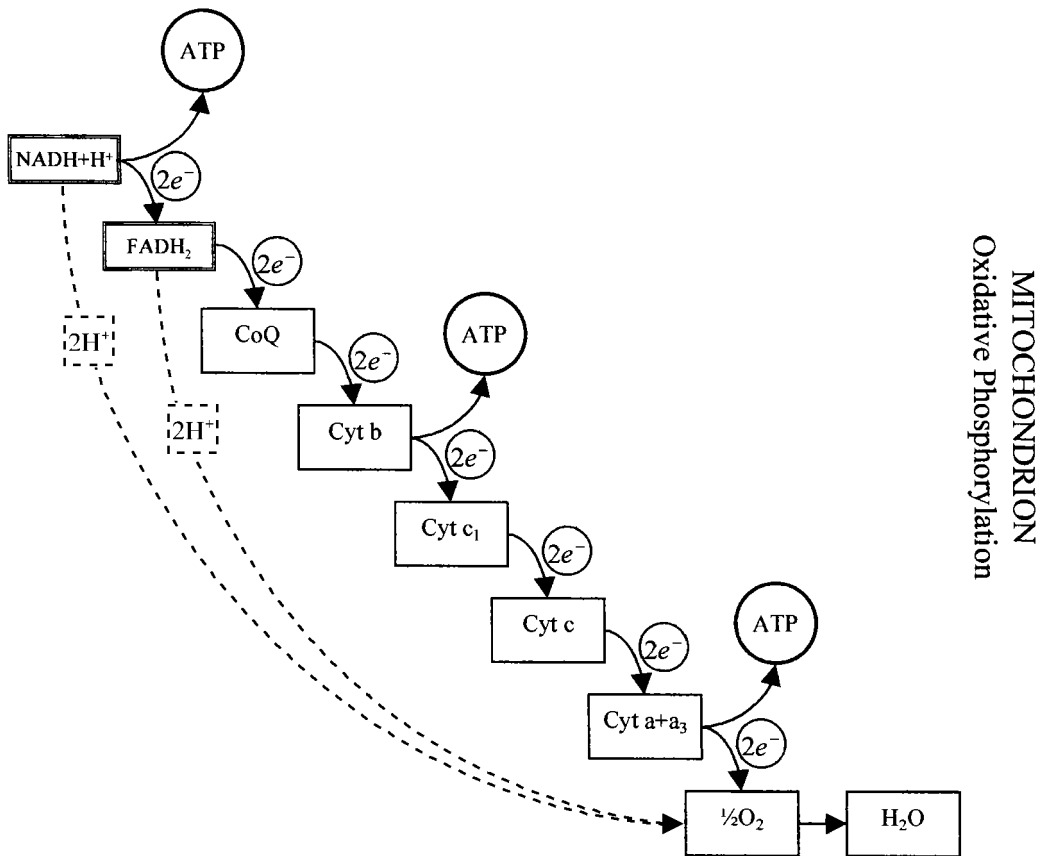 ATP
NADH+H⁺
2e⁻
FADH₂
2e⁻
CoQ
2H⁺
ATP
2e⁻
2H⁺
Cyt b
2e⁻
Cyt c₁
2e⁻
Cyt c
ATP
2e⁻
Cyt a+a₃
2e⁻
½O₂
H₂O
MITOCHONDRION
Oxidative Phosphorylation